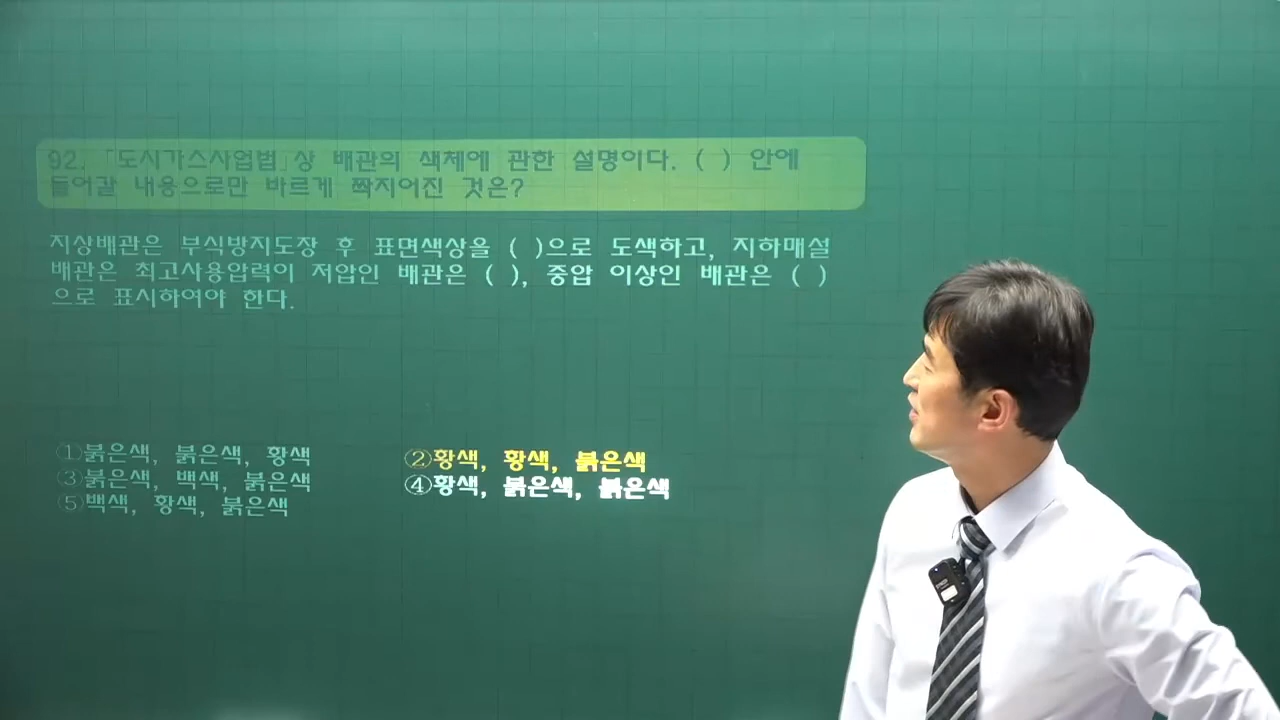 92. 「도시가스사업법」상 배관의 색체에 관한 설명이다. ( ) 안에
들어갈 내용으로만 바르게 짝지어진 것은?
지상배관은 부식방지도장 후 표면색상을 ( )으로 도색하고, 지하매설
배관은 최고사용압력이 저압인 배관은 ( ), 중압 이상인 배관은 ( )
으로 표시하여야 한다.
①붉은색, 붉은색, 황색
②황색, 황색, 붉은색
③붉은색, 백색, 붉은색
④황색, 붉은색, 붉은색
⑤백색, 황색, 붉은색